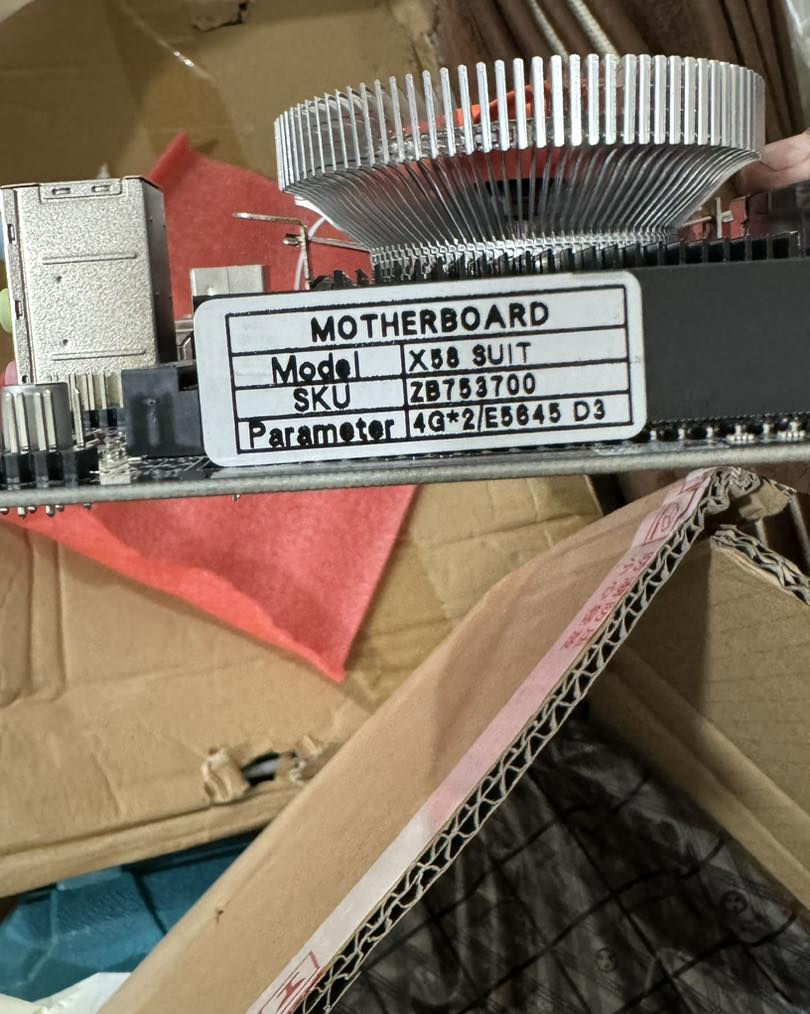 MOTHERBOARD
Model X58 SUIT
SKU ZB753700
Parameter 4G*2/E5645 D3